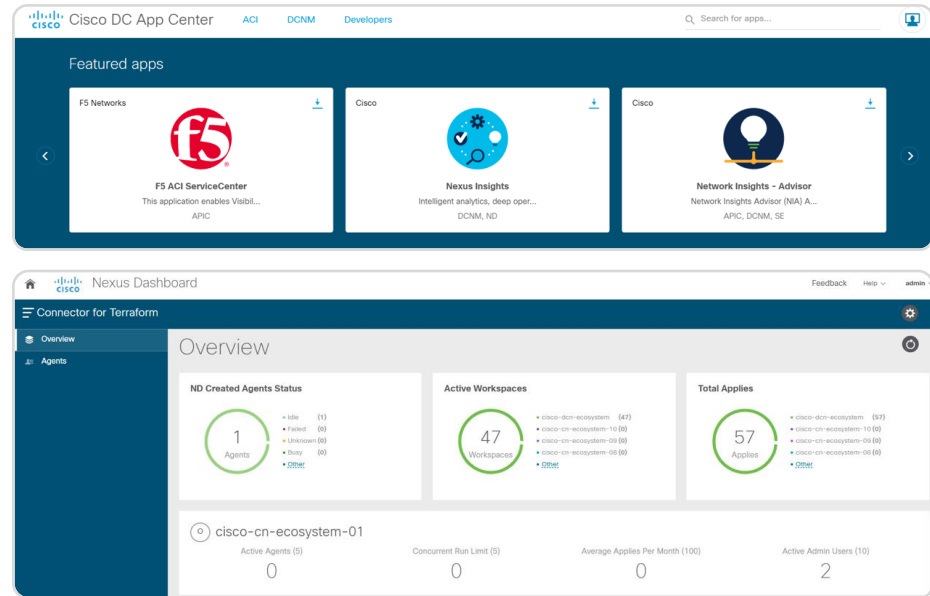 cisco Cisco DC App Center ACI DCNM Developers Search for apps...
Featured apps
F5 Networks
f5
F5 ACI ServiceCenter
This application enables Visibil...
APIC
Cisco
Nexus Insights
Intelligent analytics, deep oper...
DCNM, ND
Cisco
Network Insights - Advisor
Network Insights Advisor (NIA) A...
APIC, DCNM, SE
cisco Nexus Dashboard Feedback Help admin
Connector for Terraform
Overview
Agents
Overview
ND Created Agents Status
1
Agents
Idle (1)
Failed (0)
Unknown (0)
Busy (0)
Other
Active Workspaces
47
Workspaces
cisco-dcn-ecosystem (47)
cisco-cn-ecosystem-10 (0)
cisco-cn-ecosystem-09 (0)
cisco-cn-ecosystem-08 (0)
Other
Total Applies
57
Applies
cisco-dcn-ecosystem (57)
cisco-cn-ecosystem-10 (0)
cisco-cn-ecosystem-09 (0)
cisco-cn-ecosystem-08 (0)
Other
cisco-cn-ecosystem-01
Active Agents (5) Concurrent Run Limit (5) Average Applies Per Month (100) Active Admin Users (10)
0 0 0 2